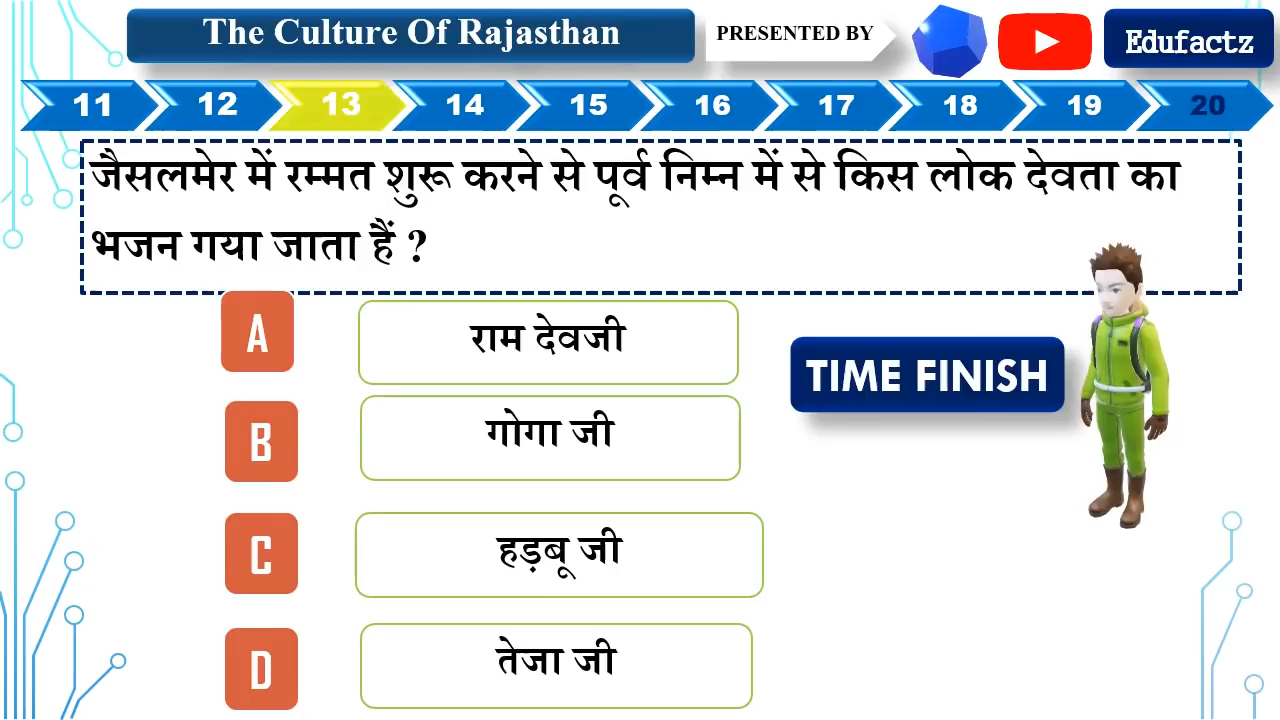 The Culture Of Rajasthan
PRESENTED BY
Edufactz
11 12 13 14 15 16 17 18 19 20
जैसलमेर में रम्मत शुरू करने से पूर्व निम्न में से किस लोक देवता का
भजन गया जाता हैं ?
A राम देवजी
TIME FINISH
B गोगा जी
C हड़बू जी
D तेजा जी